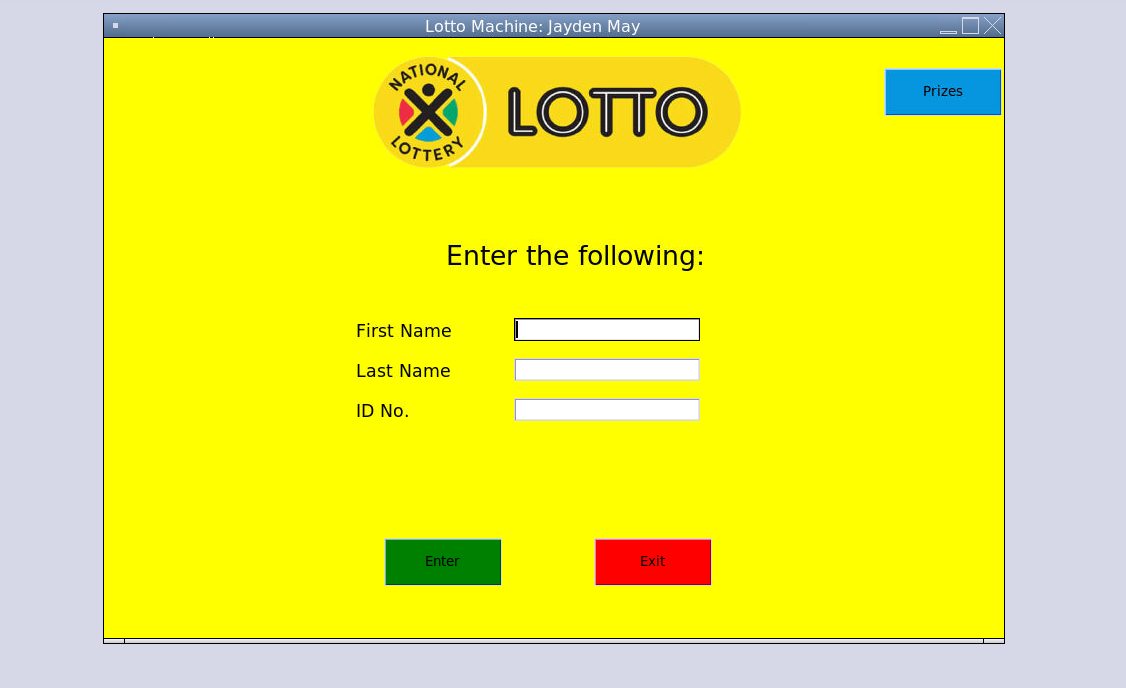 Lotto Machine: Jayden May
NATIONAL
LOTTERY
LOTTO
Prizes
Enter the following:
First Name
Last Name
ID No.
Enter
Exit